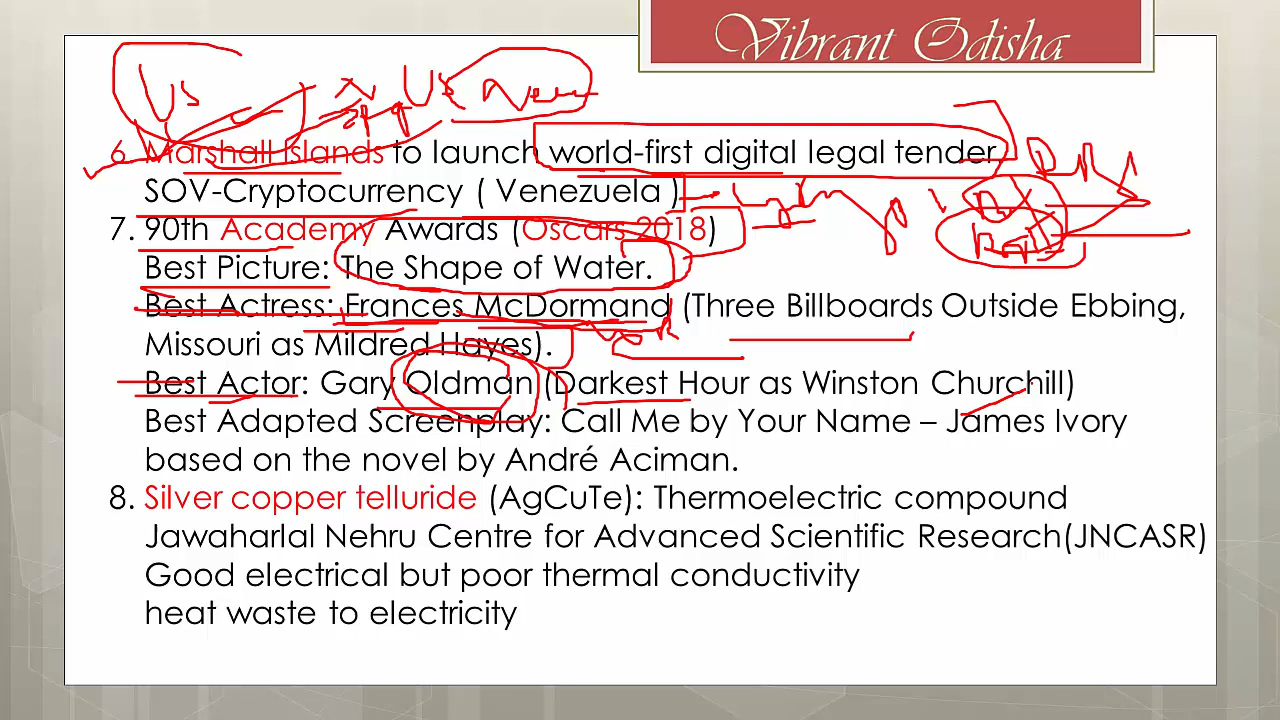 Vibrant Odisha
US US
6. Marshall Islands to launch world-first digital legal tender
SOV-Cryptocurrency ( Venezuela )
7. 90th Academy Awards (Oscars 2018)
Best Picture: The Shape of Water.
Best Actress: Frances McDormand (Three Billboards Outside Ebbing,
Missouri as Mildred Hayes).
Best Actor: Gary Oldman (Darkest Hour as Winston Churchill)
Best Adapted Screenplay: Call Me by Your Name – James Ivory
based on the novel by André Aciman.
8. Silver copper telluride (AgCuTe): Thermoelectric compound
Jawaharlal Nehru Centre for Advanced Scientific Research(JNCASR)
Good electrical but poor thermal conductivity
heat waste to electricity